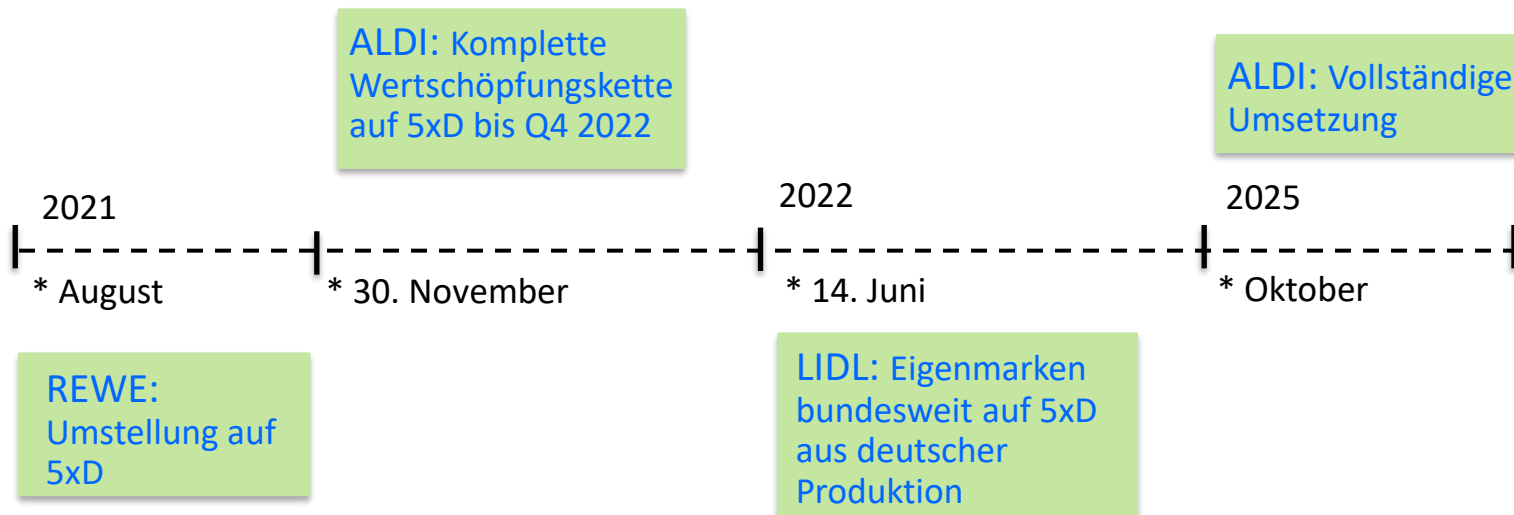 ALDI: Komplette
Wertschöpfungskette
auf 5xD bis Q4 2022
ALDI: Vollständige
Umsetzung
2021
2022
2025
* August
* 30. November
* 14. Juni
* Oktober
REWE:
Umstellung auf
5xD
LIDL: Eigenmarken
bundesweit auf 5xD
aus deutscher
Produktion